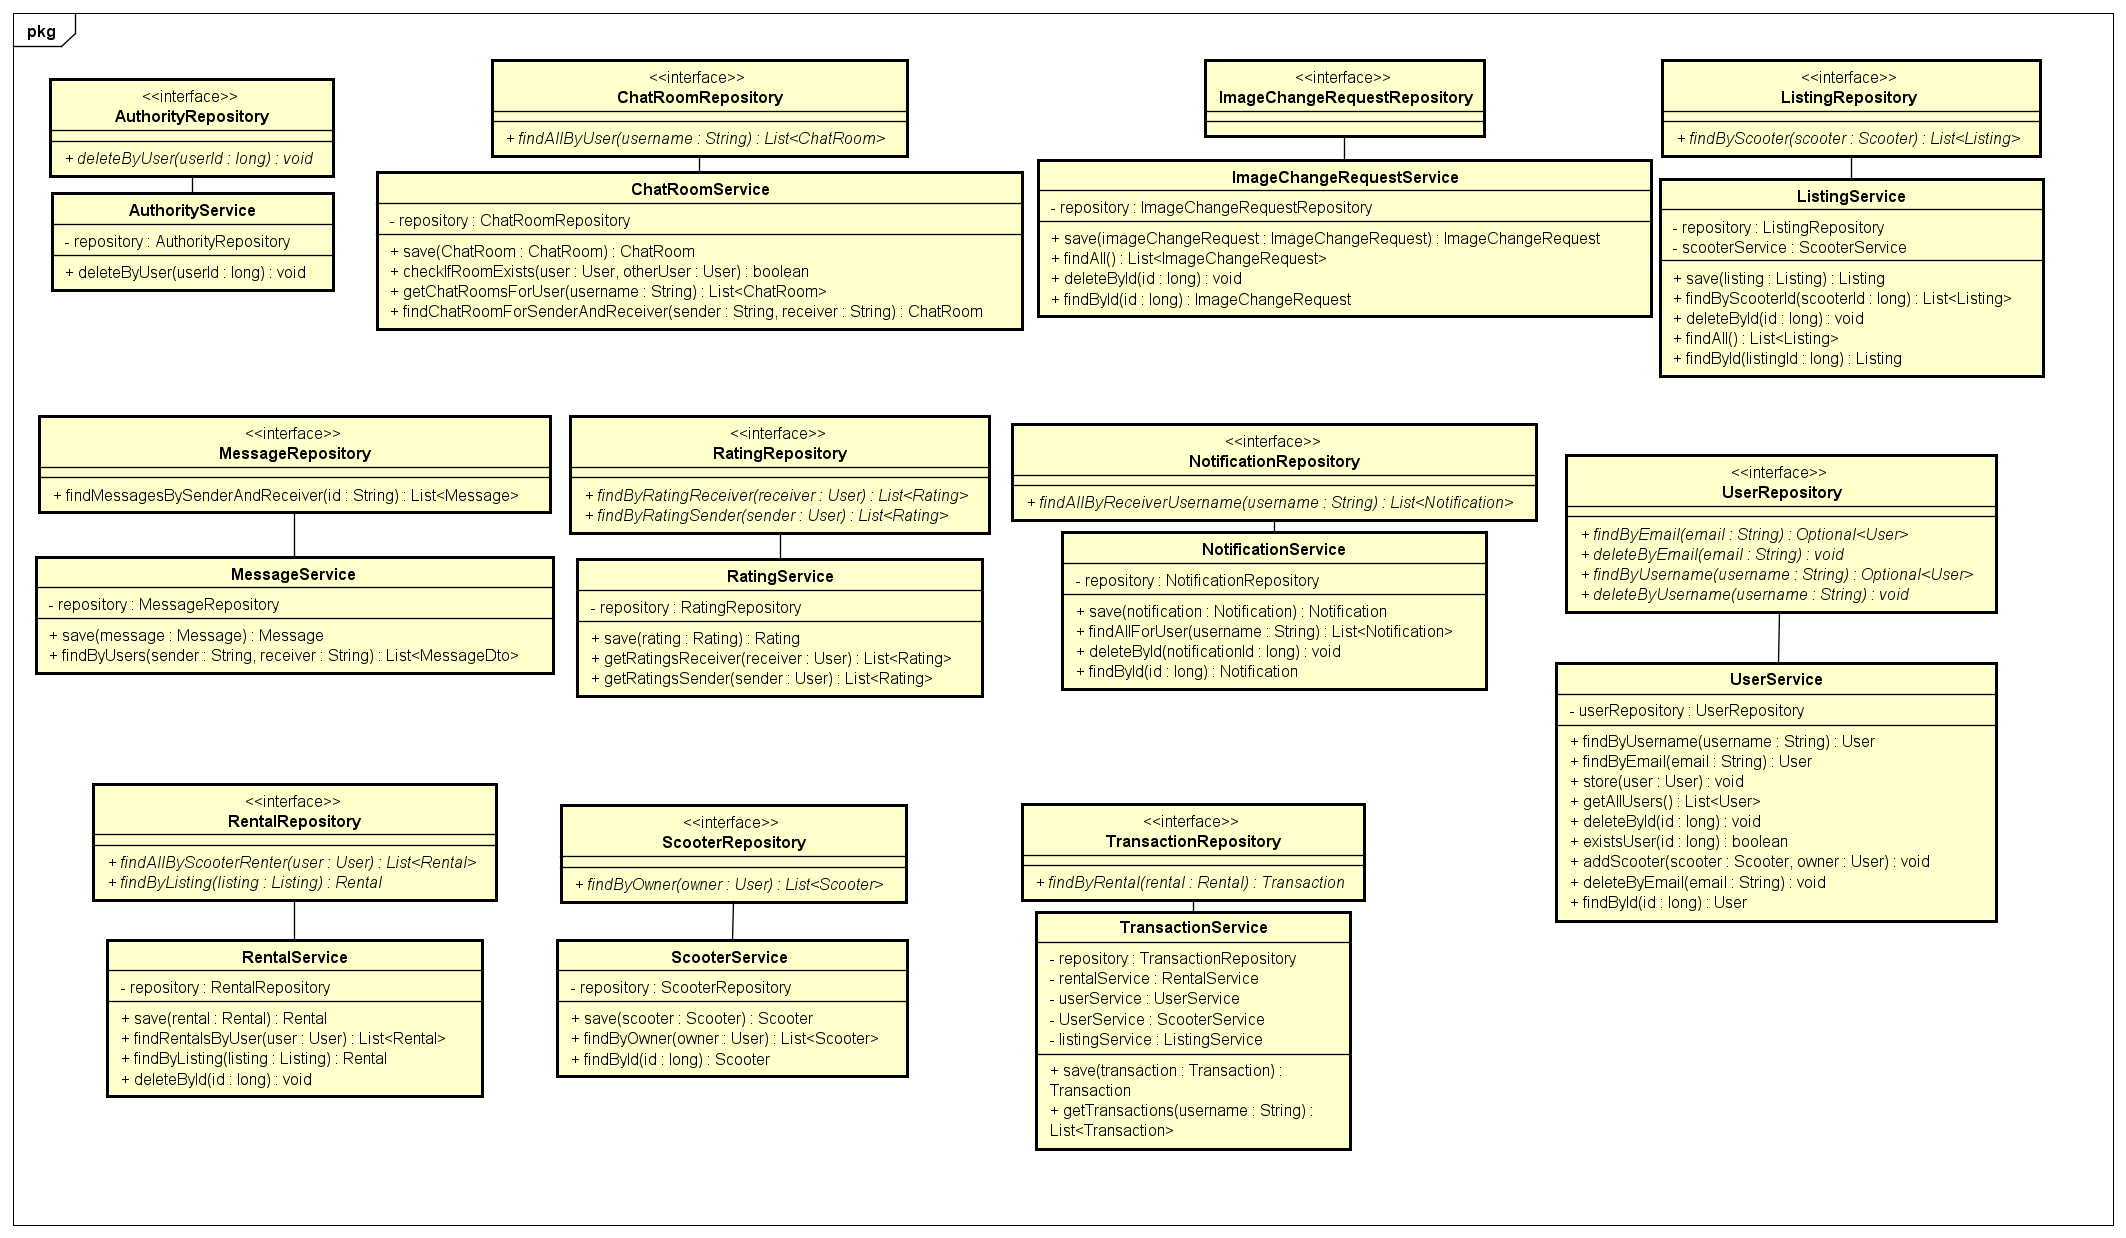 pkg
<<interface>>
AuthorityRepository
+ deleteByUser(userId : long) : void
AuthorityService
- repository : AuthorityRepository
+ deleteByUser(userId : long) : void
<<interface>>
ChatRoomRepository
+ findAllByUser(username : String) : List<ChatRoom>
ChatRoomService
- repository : ChatRoomRepository
+ save(ChatRoom : ChatRoom) : ChatRoom
+ checkIfRoomExists(user : User, otherUser : User) : boolean
+ getChatRoomsForUser(username : String) : List<ChatRoom>
+ findChatRoomForSenderAndReceiver(sender : String, receiver : String) : ChatRoom
<<interface>>
ImageChangeRequestRepository
ImageChangeRequestService
- repository : ImageChangeRequestRepository
+ save(imageChangeRequest : ImageChangeRequest) : ImageChangeRequest
+ findAll() : List<ImageChangeRequest>
+ deleteById(id : long) : void
+ findById(id : long) : ImageChangeRequest
<<interface>>
ListingRepository
+ findByScooter(scooter : Scooter) : List<Listing>
ListingService
- repository : ListingRepository
- scooterService : ScooterService
+ save(listing : Listing) : Listing
+ findByScooterId(scooterId : long) : List<Listing>
+ deleteById(id : long) : void
+ findAll() : List<Listing>
+ findById(listingId : long) : Listing
<<interface>>
MessageRepository
+ findMessagesBySenderAndReceiver(id : String) : List<Message>
MessageService
- repository : MessageRepository
+ save(message : Message) : Message
+ findByUsers(sender : String, receiver : String) : List<MessageDto>
<<interface>>
RatingRepository
+ findByRatingReceiver(receiver : User) : List<Rating>
+ findByRatingSender(sender : User) : List<Rating>
RatingService
- repository : RatingRepository
+ save(rating : Rating) : Rating
+ getRatingsReceiver(receiver : User) : List<Rating>
+ getRatingsSender(sender : User) : List<Rating>
<<interface>>
NotificationRepository
+ findAllByReceiverUsername(username : String) : List<Notification>
NotificationService
- repository : NotificationRepository
+ save(notification : Notification) : Notification
+ findAllForUser(username : String) : List<Notification>
+ deleteById(notificationId : long) : void
+ findById(id : long) : Notification
<<interface>>
UserRepository
+ findByEmail(email : String) : Optional<User>
+ deleteByEmail(email : String) : void
+ findByUsername(username : String) : Optional<User>
+ deleteByUsername(username : String) : void
UserService
- userRepository : UserRepository
+ findByUsername(username : String) : User
+ findByEmail(email : String) : User
+ store(user : User) : void
+ getAllUsers() : List<User>
+ deleteById(id : long) : void
+ existsUser(id : long) : boolean
+ addScooter(scooter : Scooter, owner : User) : void
+ deleteByEmail(email : String) : void
+ findById(id : long) : User
<<interface>>
RentalRepository
+ findAllByScooterRenter(user : User) : List<Rental>
+ findByListing(listing : Listing) : Rental
RentalService
- repository : RentalRepository
+ save(rental : Rental) : Rental
+ findRentalsByUser(user : User) : List<Rental>
+ findByListing(listing : Listing) : Rental
+ deleteById(id : long) : void
<<interface>>
ScooterRepository
+ findByOwner(owner : User) : List<Scooter>
ScooterService
- repository : ScooterRepository
+ save(scooter : Scooter) : Scooter
+ findByOwner(owner : User) : List<Scooter>
+ findById(id : long) : Scooter
<<interface>>
TransactionRepository
+ findByRental(rental : Rental) : Transaction
TransactionService
- repository : TransactionRepository
- rentalService : RentalService
- userService : UserService
- UserService : ScooterService
- listingService : ListingService
+ save(transaction : Transaction) :
Transaction
+ getTransactions(username : String) :
List<Transaction>